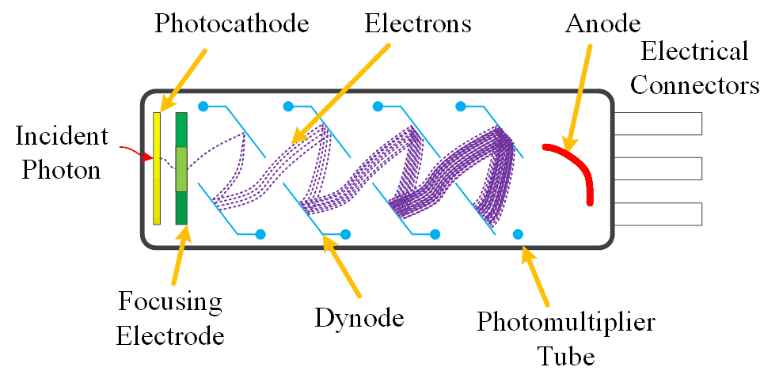 Photocathode
Electrons
Anode
Electrical
Connectors
Incident
Photon
Focusing
Electrode
Dynode
Photomultiplier
Tube